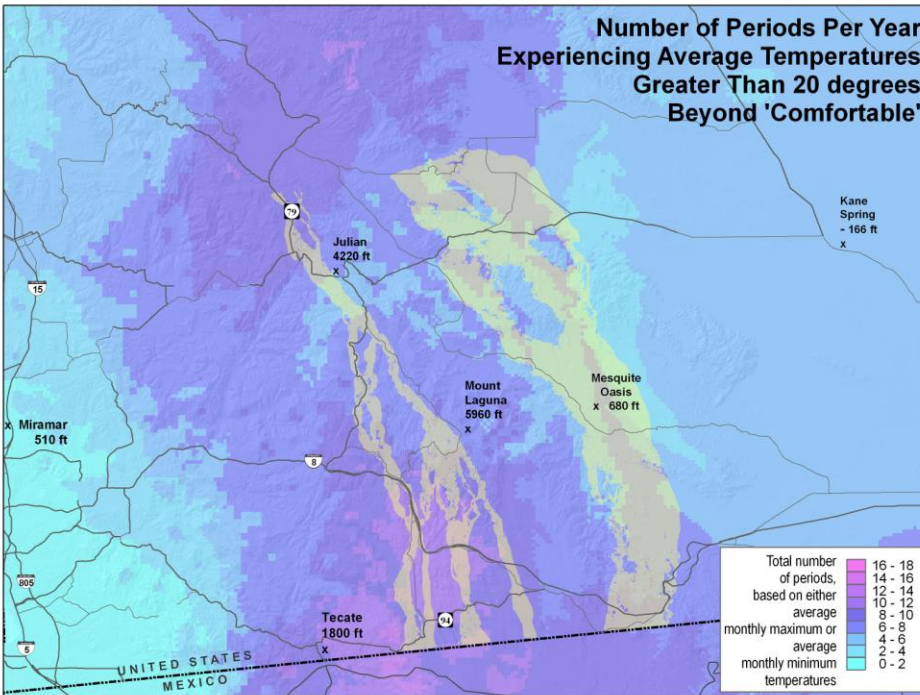 Number of Periods Per Year
Experiencing Average Temperatures
Greater Than 20 degrees
Beyond 'Comfortable'
Kane
Spring
- 166 ft
x
79
Julian
4220 ft
x
15
Mount
Laguna
5960 ft
x
Mesquite
Oasis
x 680 ft
x Miramar
510 ft
8
805
5
Tecate
1800 ft
x
94
UNITED STATES
MEXICO
Total number
of periods,
based on either
average
monthly maximum or
average
monthly minimum
temperatures
16 - 18
14 - 16
12 - 14
10 - 12
8 - 10
6 - 8
4 - 6
2 - 4
0 - 2